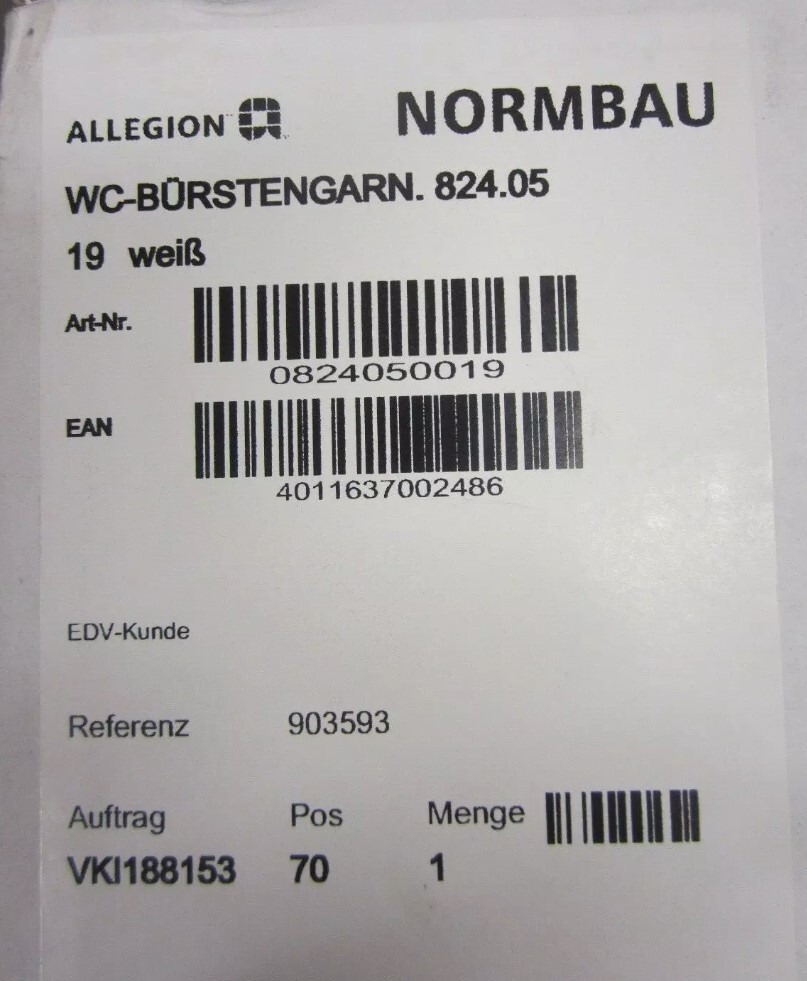 ALLEGION NORMBAU
WC-BÜRSTENGARN. 824.05
19 weiß
Art-Nr.
0824050019
EAN
4011637002486
EDV-Kunde
Referenz 903593
Auftrag Pos Menge
VKI188153 70 1